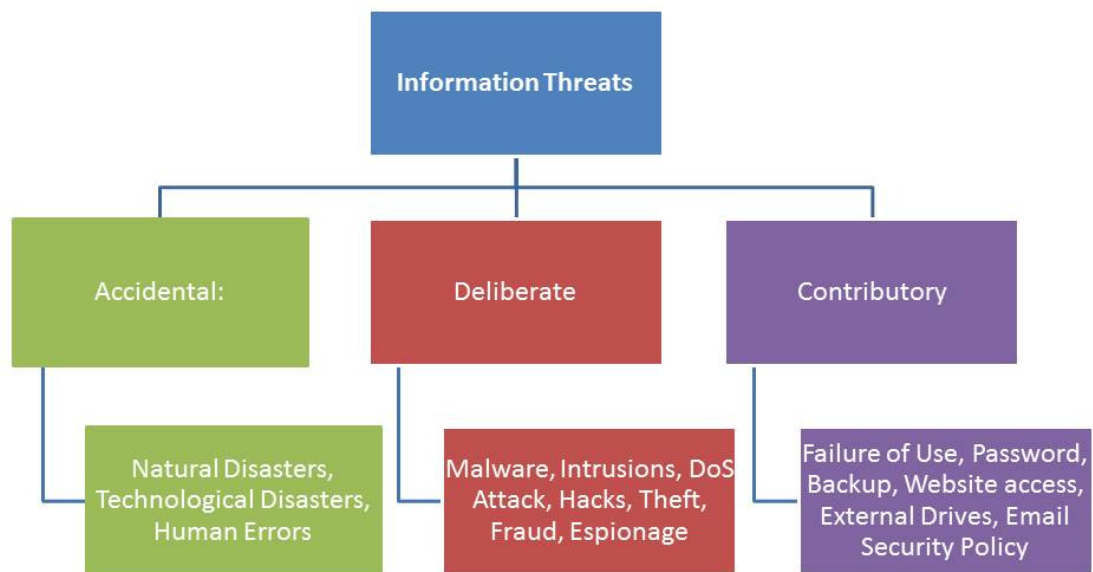 Information Threats
Accidental:
Deliberate
Contributory
Natural Disasters,
Technological Disasters,
Human Errors
Malware, Intrusions, DoS
Attack, Hacks, Theft,
Fraud, Espionage
Failure of Use, Password,
Backup, Website access,
External Drives, Email
Security Policy